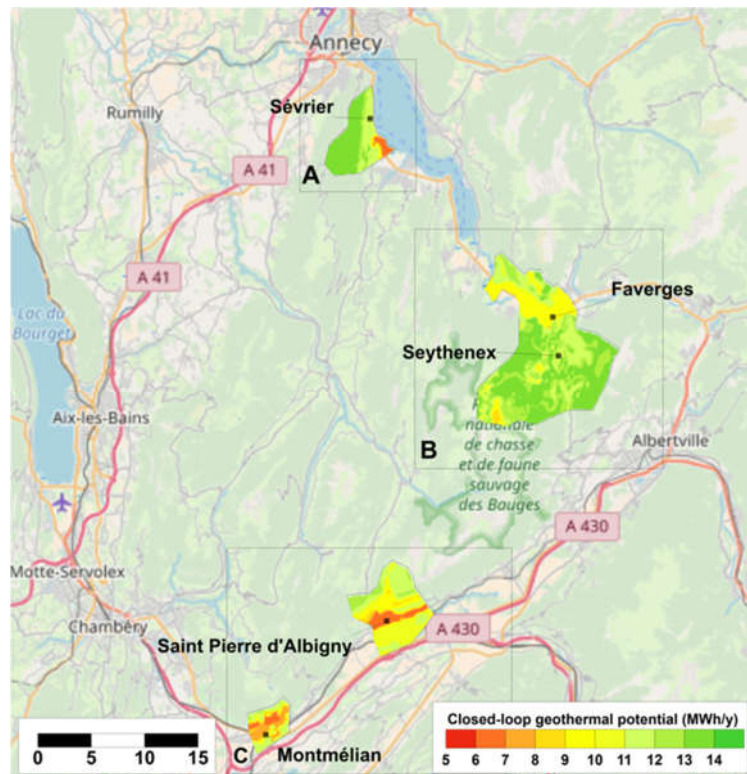 Annecy
Sévrier
Rumilly
A 41
A
A 41
Faverges
Lac du
Bourget
Seythenex
Aix-les-Bains
nationale
de chasse
et de faune
sauvage
des Bauges
B
Albertville
A 430
Motte-Servolex
Chambéry
Saint Pierre d'Albigny
A 430
Closed-loop geothermal potential (MWh/y)
0 5 10 15
C
Montmélian
5 6 7 8 9 10 11 12 13 14